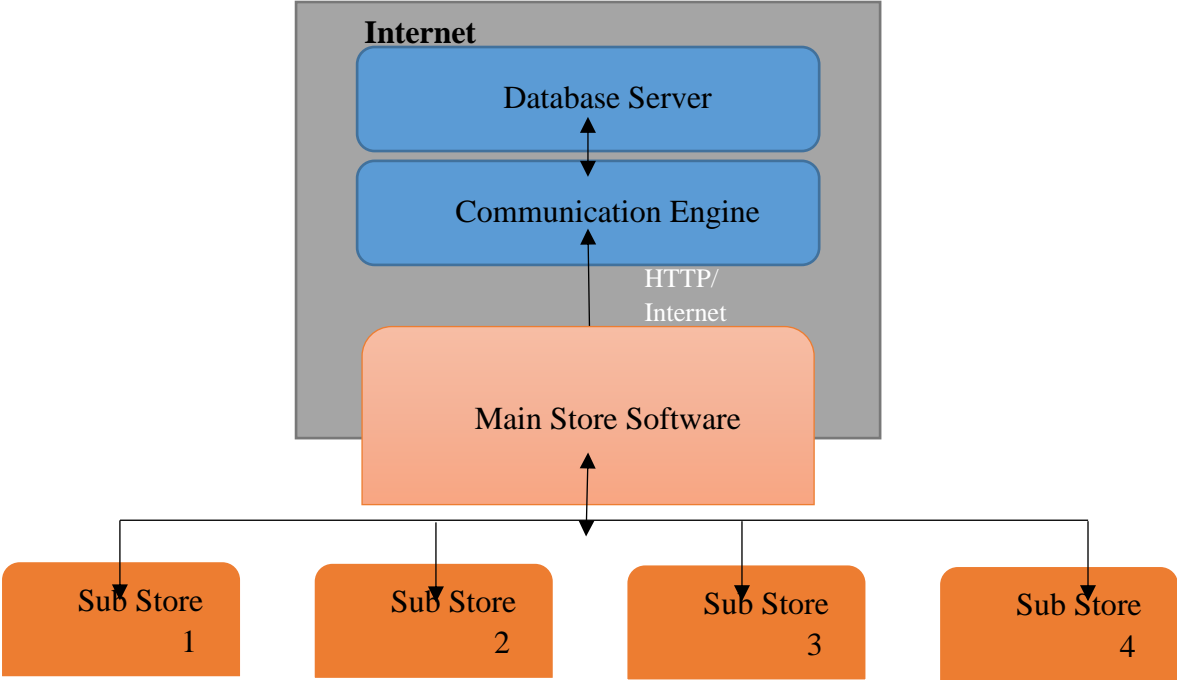 Internet
Database Server
Communication Engine
HTTP/
Internet
Main Store Software
Sub Store
1
Sub Store
2
Sub Store
3
Sub Store
4